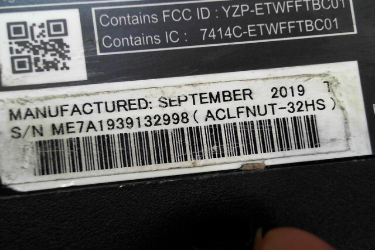 Contains FCC ID : YZP-ETWFFTBC01
Contains IC : 7414C-ETWFFTBC01
MANUFACTURED: SEPTEMBER 2019
S/N ME7A1939132998 ( ACLFNUT-32HS )